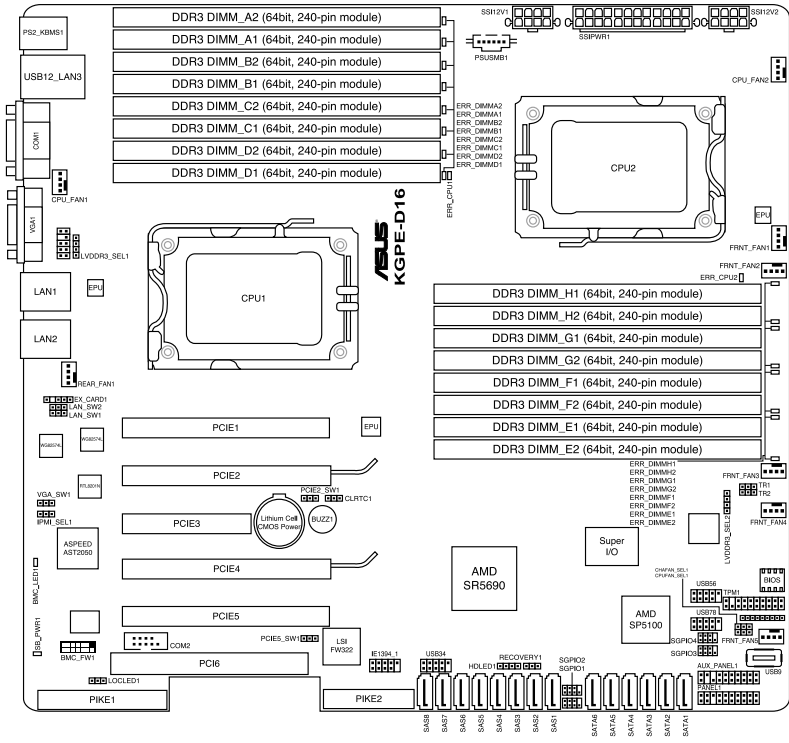 PS2_KBMS1
USB12_LAN3
COM1
VGA1
LAN1
LAN2
DDR3 DIMM_A2 (64bit, 240-pin module)
DDR3 DIMM_A1 (64bit, 240-pin module)
DDR3 DIMM_B2 (64bit, 240-pin module)
DDR3 DIMM_B1 (64bit, 240-pin module)
DDR3 DIMM_C2 (64bit, 240-pin module)
DDR3 DIMM_C1 (64bit, 240-pin module)
DDR3 DIMM_D2 (64bit, 240-pin module)
DDR3 DIMM_D1 (64bit, 240-pin module)
SSI12V1
SSIPWR1
SSI12V2
PSUSMB1
CPU_FAN2
ERR_DIMMA2
ERR_DIMMA1
ERR_DIMMB2
ERR_DIMMB1
ERR_DIMMC2
ERR_DIMMC1
ERR_DIMMD2
ERR_DIMMD1
ERR_CPU1
CPU2
CPU_FAN1
LVDDR3_SEL1
EPU
CPU1
ASUS
KGPE-D16
EPU
FRNT_FAN1
FRNT_FAN2
ERR_CPU2
DDR3 DIMM_H1 (64bit, 240-pin module)
DDR3 DIMM_H2 (64bit, 240-pin module)
DDR3 DIMM_G1 (64bit, 240-pin module)
DDR3 DIMM_G2 (64bit, 240-pin module)
DDR3 DIMM_F1 (64bit, 240-pin module)
DDR3 DIMM_F2 (64bit, 240-pin module)
DDR3 DIMM_E1 (64bit, 240-pin module)
DDR3 DIMM_E2 (64bit, 240-pin module)
REAR_FAN1
EX_CARD1
LAN_SW2
LAN_SW1
WG82574L
WG82574L
RTL8201N
PCIE1
EPU
PCIE2
PCIE2_SW1
CLRTC1
VGA_SW1
IPMI_SEL1
PCIE3
Lithium Cell
CMOS Power
BUZZ1
ASPEED
AST2050
PCIE4
BMC_LED1
PCIE5
SB_PWR1
BMC_FW1
COM2
PCIE5_SW1
LSI
FW322
PCI6
LOCLED1
PIKE1
PIKE2
ERR_DIMMH1
ERR_DIMMH2
ERR_DIMMG1
ERR_DIMMG2
ERR_DIMMF1
ERR_DIMMF2
ERR_DIMME1
ERR_DIMME2
FRNT_FAN3
TR1
TR2
LVDDR3_SEL2
FRNT_FAN4
Super
I/O
AMD
SR5690
AMD
SP5100
CHAFAN_SEL1
CPUFAN_SEL1
BIOS
USB56
TPM1
USB78
FRNT_FAN5
SGPIO4
SGPIO3
USB9
AUX_PANEL1
PANEL1
IE1394_1
USB34
HDLED1
RECOVERY1
SGPIO2
SGPIO1
SAS8
SAS7
SAS6
SAS5
SAS4
SAS3
SAS2
SAS1
SATA6
SATA5
SATA4
SATA3
SATA2
SATA1